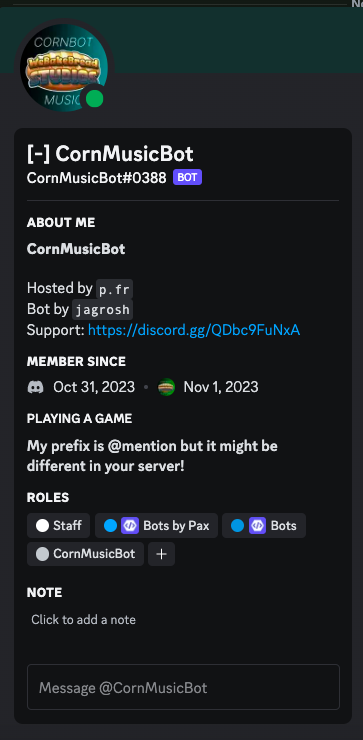 No
CORNBOT
WeBakeBread
STUDIOS
MUSIC
[-] CornMusicBot
CornMusicBot#0388 BOT
ABOUT ME
CornMusicBot
Hosted by p.fr
Bot by jagrosh
Support: https://discord.gg/QDbc9FuNxA
MEMBER SINCE
Oct 31, 2023 • Nov 1, 2023
PLAYING A GAME
My prefix is @mention but it might be
different in your server!
ROLES
Staff Bots by Pax Bots
CornMusicBot +
NOTE
Click to add a note
Message @CornMusicBot